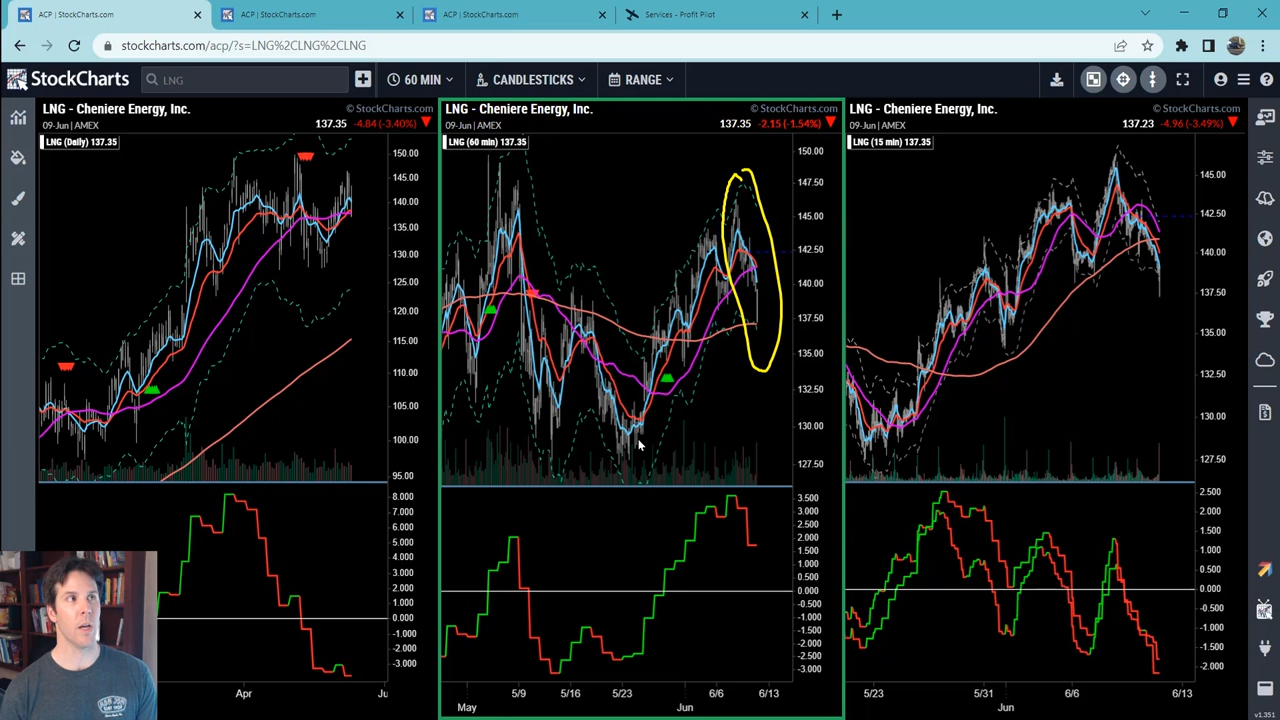 ACP | StockCharts.com
ACP | StockCharts.com
ACP | StockCharts.com
Services - Profit Pilot
stockcharts.com/acp/?s=LNG%2CLNG%2CLNG
StockCharts
LNG
60 MIN
CANDLESTICKS
RANGE
LNG - Cheniere Energy, Inc.
© StockCharts.com
09-Jun | AMEX
137.35 -4.84 (-3.40%)
LNG (Daily) 137.35
150.00
145.00
140.00
135.00
130.00
125.00
120.00
115.00
110.00
105.00
100.00
95.00
8.000
7.000
6.000
5.000
4.000
3.000
2.000
1.000
0.000
-1.000
-2.000
-3.000
Apr
Ju
LNG - Cheniere Energy, Inc.
© StockCharts.com
09-Jun | AMEX
137.35 -2.15 (-1.54%)
LNG (60 min) 137.35
150.00
147.50
145.00
142.50
140.00
137.50
135.00
132.50
130.00
127.50
3.500
3.000
2.500
2.000
1.500
1.000
0.500
0.000
-0.500
-1.000
-1.500
-2.000
-2.500
-3.000
5/9 5/16 5/23 6/6 6/13
May Jun
LNG - Cheniere Energy, Inc.
© StockCharts.com
09-Jun | AMEX
137.23 -4.96 (-3.49%)
LNG (15 min) 137.35
145.00
142.50
140.00
137.50
135.00
132.50
130.00
127.50
2.500
2.000
1.500
1.000
0.500
0.000
-0.500
-1.000
-1.500
-2.000
5/23 5/31 6/6 6/13
Jun
v1.351